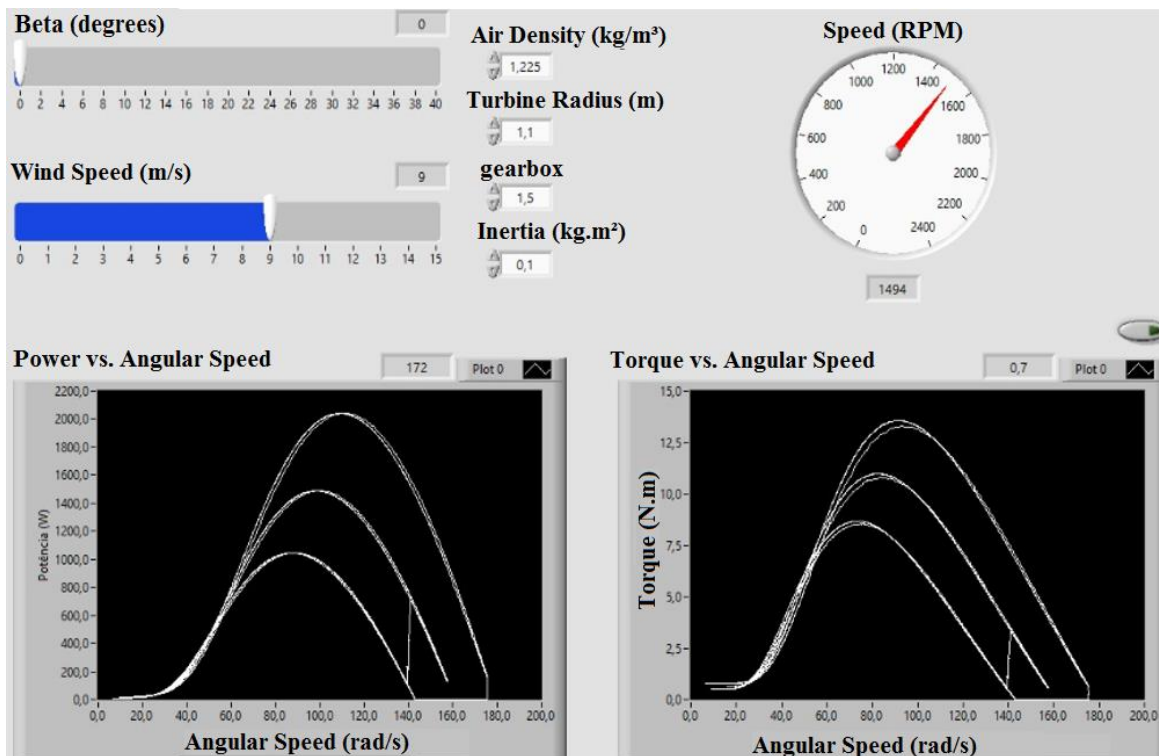 Beta (degrees)
0
0 2 4 6 8 10 12 14 16 18 20 22 24 26 28 30 32 34 36 38 40
Wind Speed (m/s)
9
0 1 2 3 4 5 6 7 8 9 10 11 12 13 14 15
Air Density (kg/m³)
1,225
Turbine Radius (m)
1,1
gearbox
1,5
Inertia (kg.m²)
0,1
Speed (RPM)
0 200 400 600 800 1000 1200 1400 1600 1800 2000 2200 2400
1494
Power vs. Angular Speed
172
Plot 0
2200,0
2000,0
1800,0
1600,0
1400,0
1200,0
1000,0
800,0
600,0
400,0
200,0
0,0
Potência (W)
0,0 20,0 40,0 60,0 80,0 100,0 120,0 140,0 160,0 180,0 200,0
Angular Speed (rad/s)
Torque vs. Angular Speed
0,7
Plot 0
15,0
12,5
10,0
7,5
5,0
2,5
0,0
Torque (N.m)
0,0 20,0 40,0 60,0 80,0 100,0 120,0 140,0 160,0 180,0 200,0
Angular Speed (rad/s)